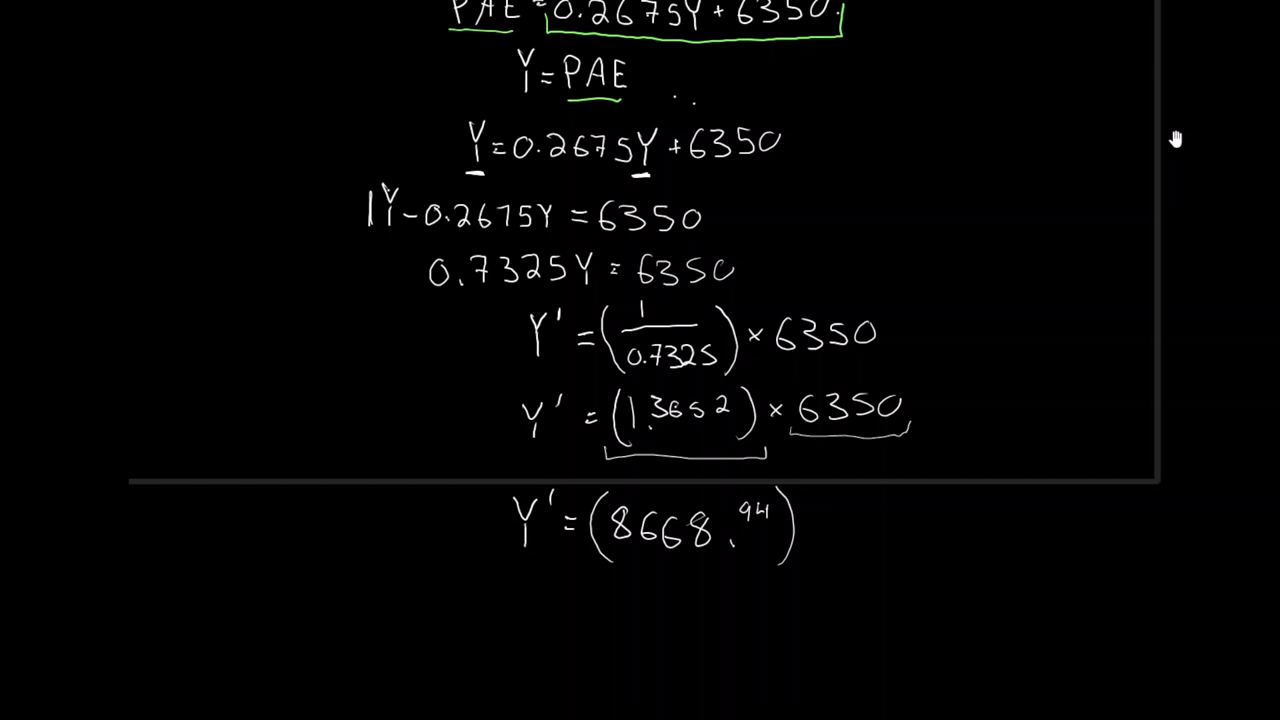 PAE = 0.2675Y + 6350.
Y = PAE
Y = 0.2675Y + 6350
1Y - 0.2675Y = 6350
0.7325Y = 6350
Y' = (1/0.7325) × 6350
Y' = (1.3652) × 6350
Y' = (8668.94)